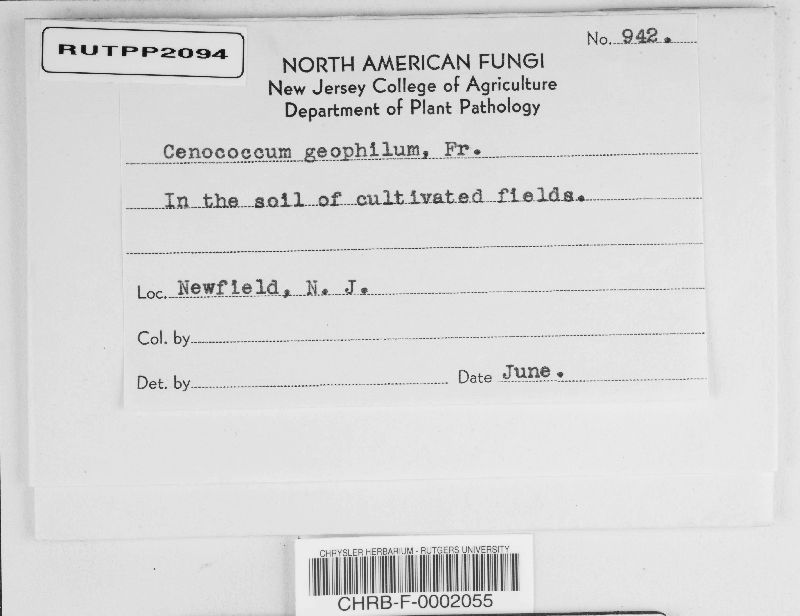 RUTPP2094
No. 942.
NORTH AMERICAN FUNGI
New Jersey College of Agriculture
Department of Plant Pathology
Cenococcum geophilum, Fr.
In the soil of cultivated fields.
Loc. Newfield, N. J.
Col. by
Det. by Date June.
CHRYSLER HERBARIUM - RUTGERS UNIVERSITY
CHRB-F-0002055